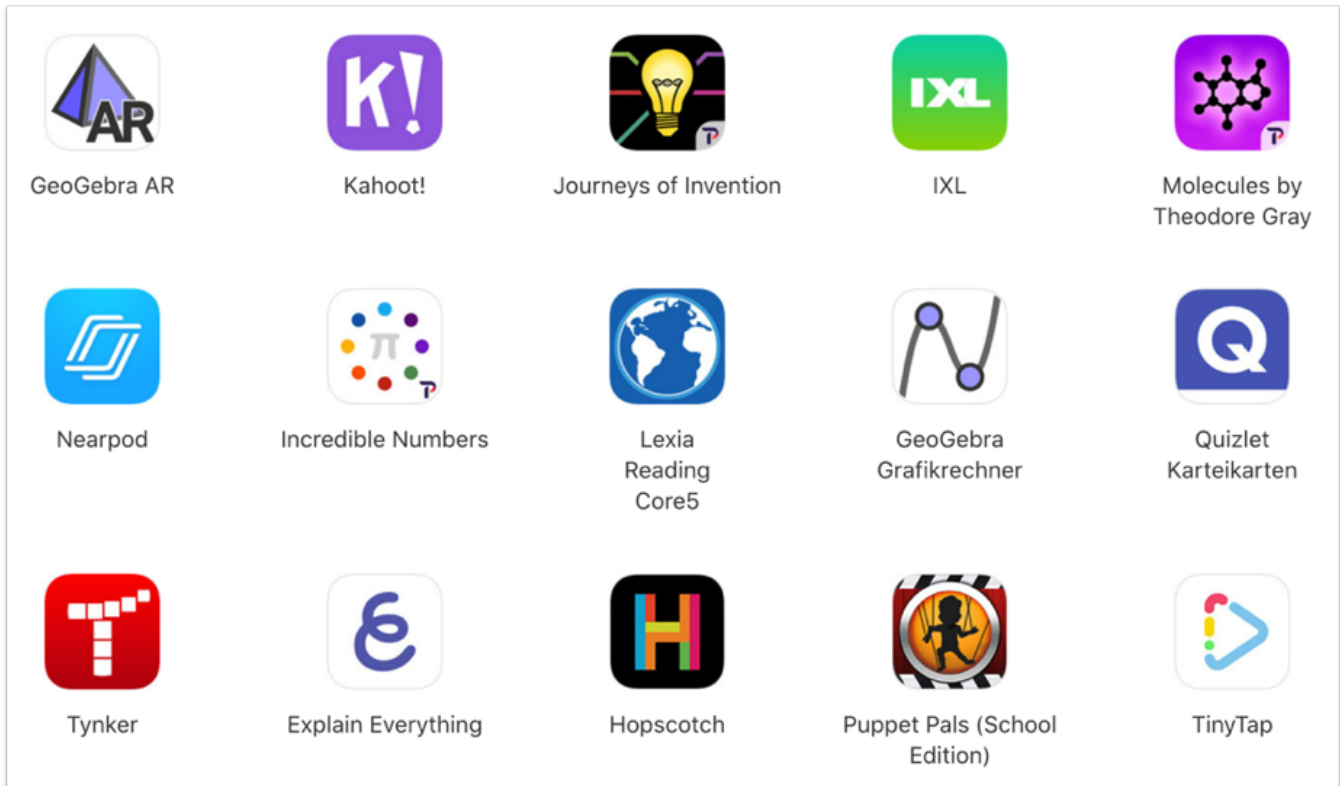 AR
K!
IXL
GeoGebra AR
Kahoot!
Journeys of Invention
IXL
Molecules by
Theodore Gray
π
Q
Nearpod
Incredible Numbers
Lexia
Reading
Core5
GeoGebra
Grafikrechner
Quizlet
Karteikarten
T
H
Tynker
Explain Everything
Hopscotch
Puppet Pals (School
Edition)
TinyTap